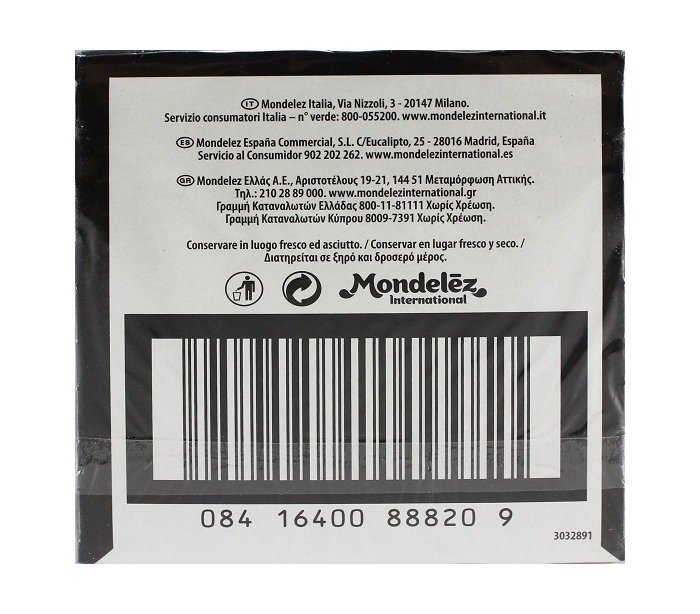 IT Mondelez Italia, Via Nizzoli, 3 - 20147 Milano.
Servizio consumatori Italia – n° verde: 800-055200. www.mondelezinternational.it
ES Mondelez España Commercial, S.L. C/Eucalipto, 25 - 28016 Madrid, España
Servicio al Consumidor 902 202 262. www.mondelezinternational.es
GR Mondelez Ελλάς Α.Ε., Αριστοτέλους 19-21, 144 51 Μεταμόρφωση Αττικής.
Τηλ.: 210 28 89 000. www.mondelezinternational.gr
Γραμμή Καταναλωτών Ελλάδας 800-11-81111 Χωρίς Χρέωση.
Γραμμή Καταναλωτών Κύπρου 8009-7391 Χωρίς Χρέωση.
Conservare in luogo fresco ed asciutto. / Conservar en lugar fresco y seco. /
Διατηρείται σε ξηρό και δροσερό μέρος.
Mondelēz
International
084 16400 88820 9
3032891